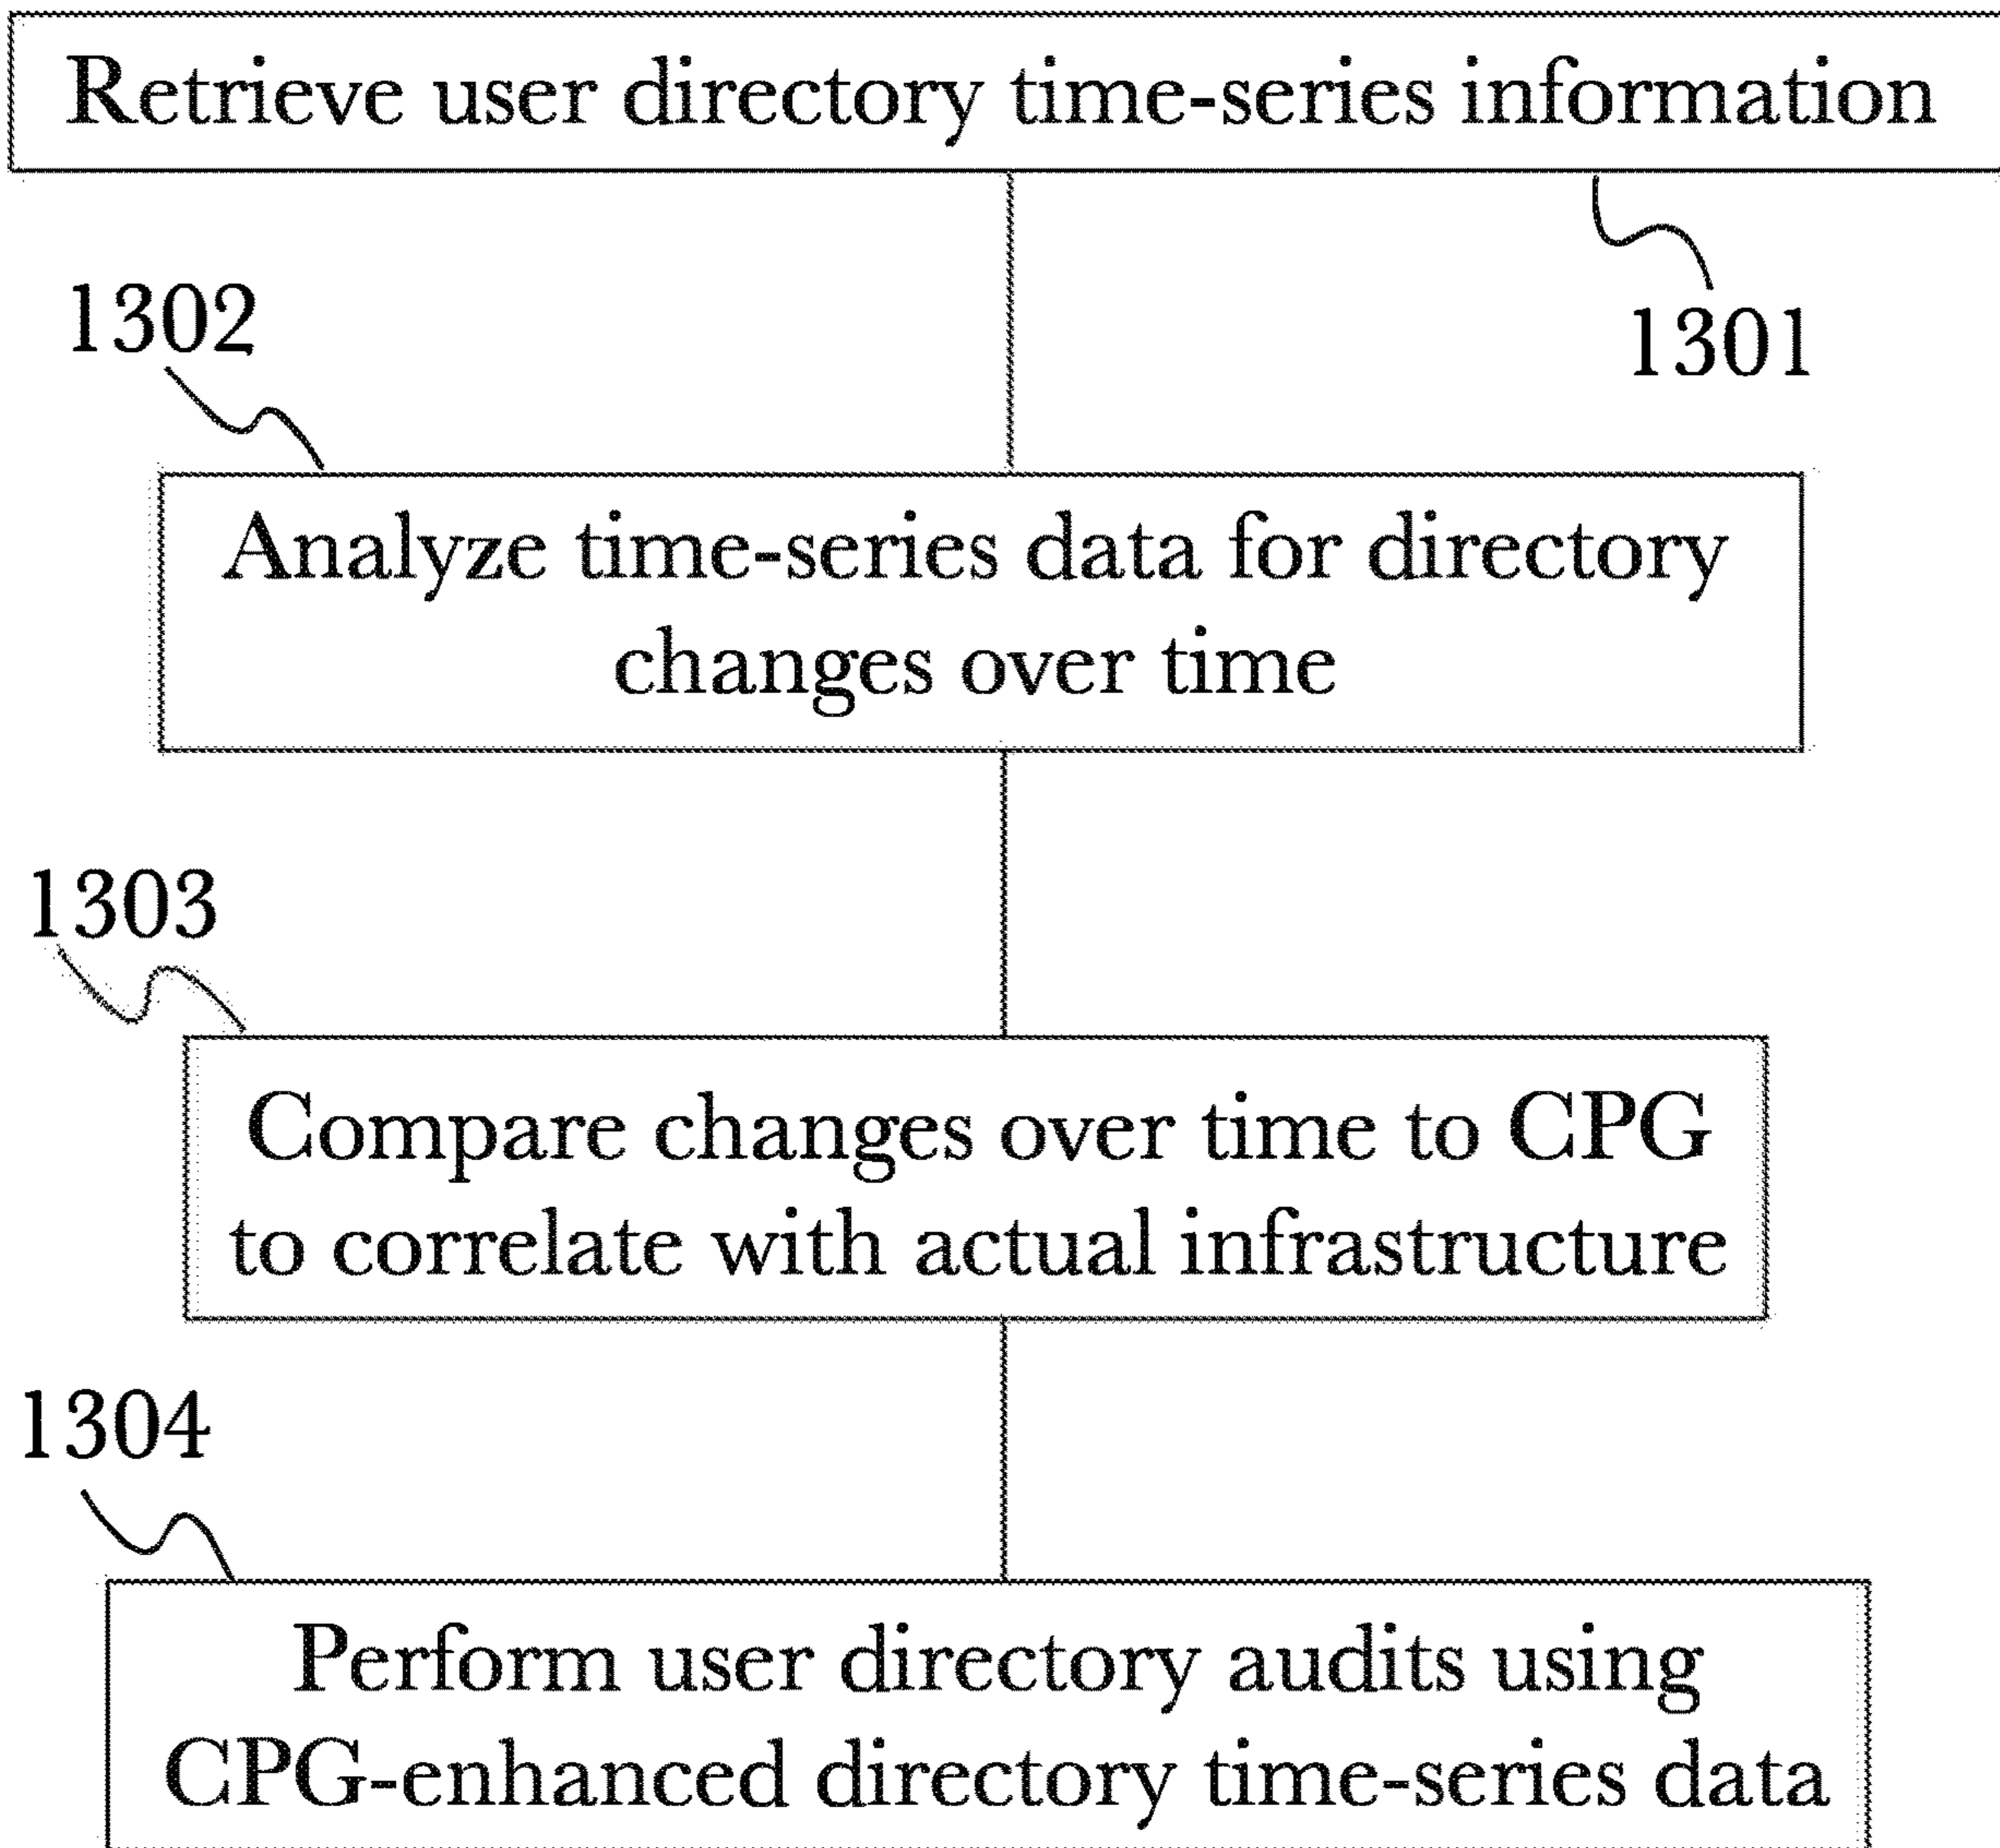 Retrieve user directory time-series information
1301
1302
Analyze time-series data for directory
changes over time
1303
Compare changes over time to CPG
to correlate with actual infrastructure
1304
Perform user directory audits using
CPG-enhanced directory time-series data